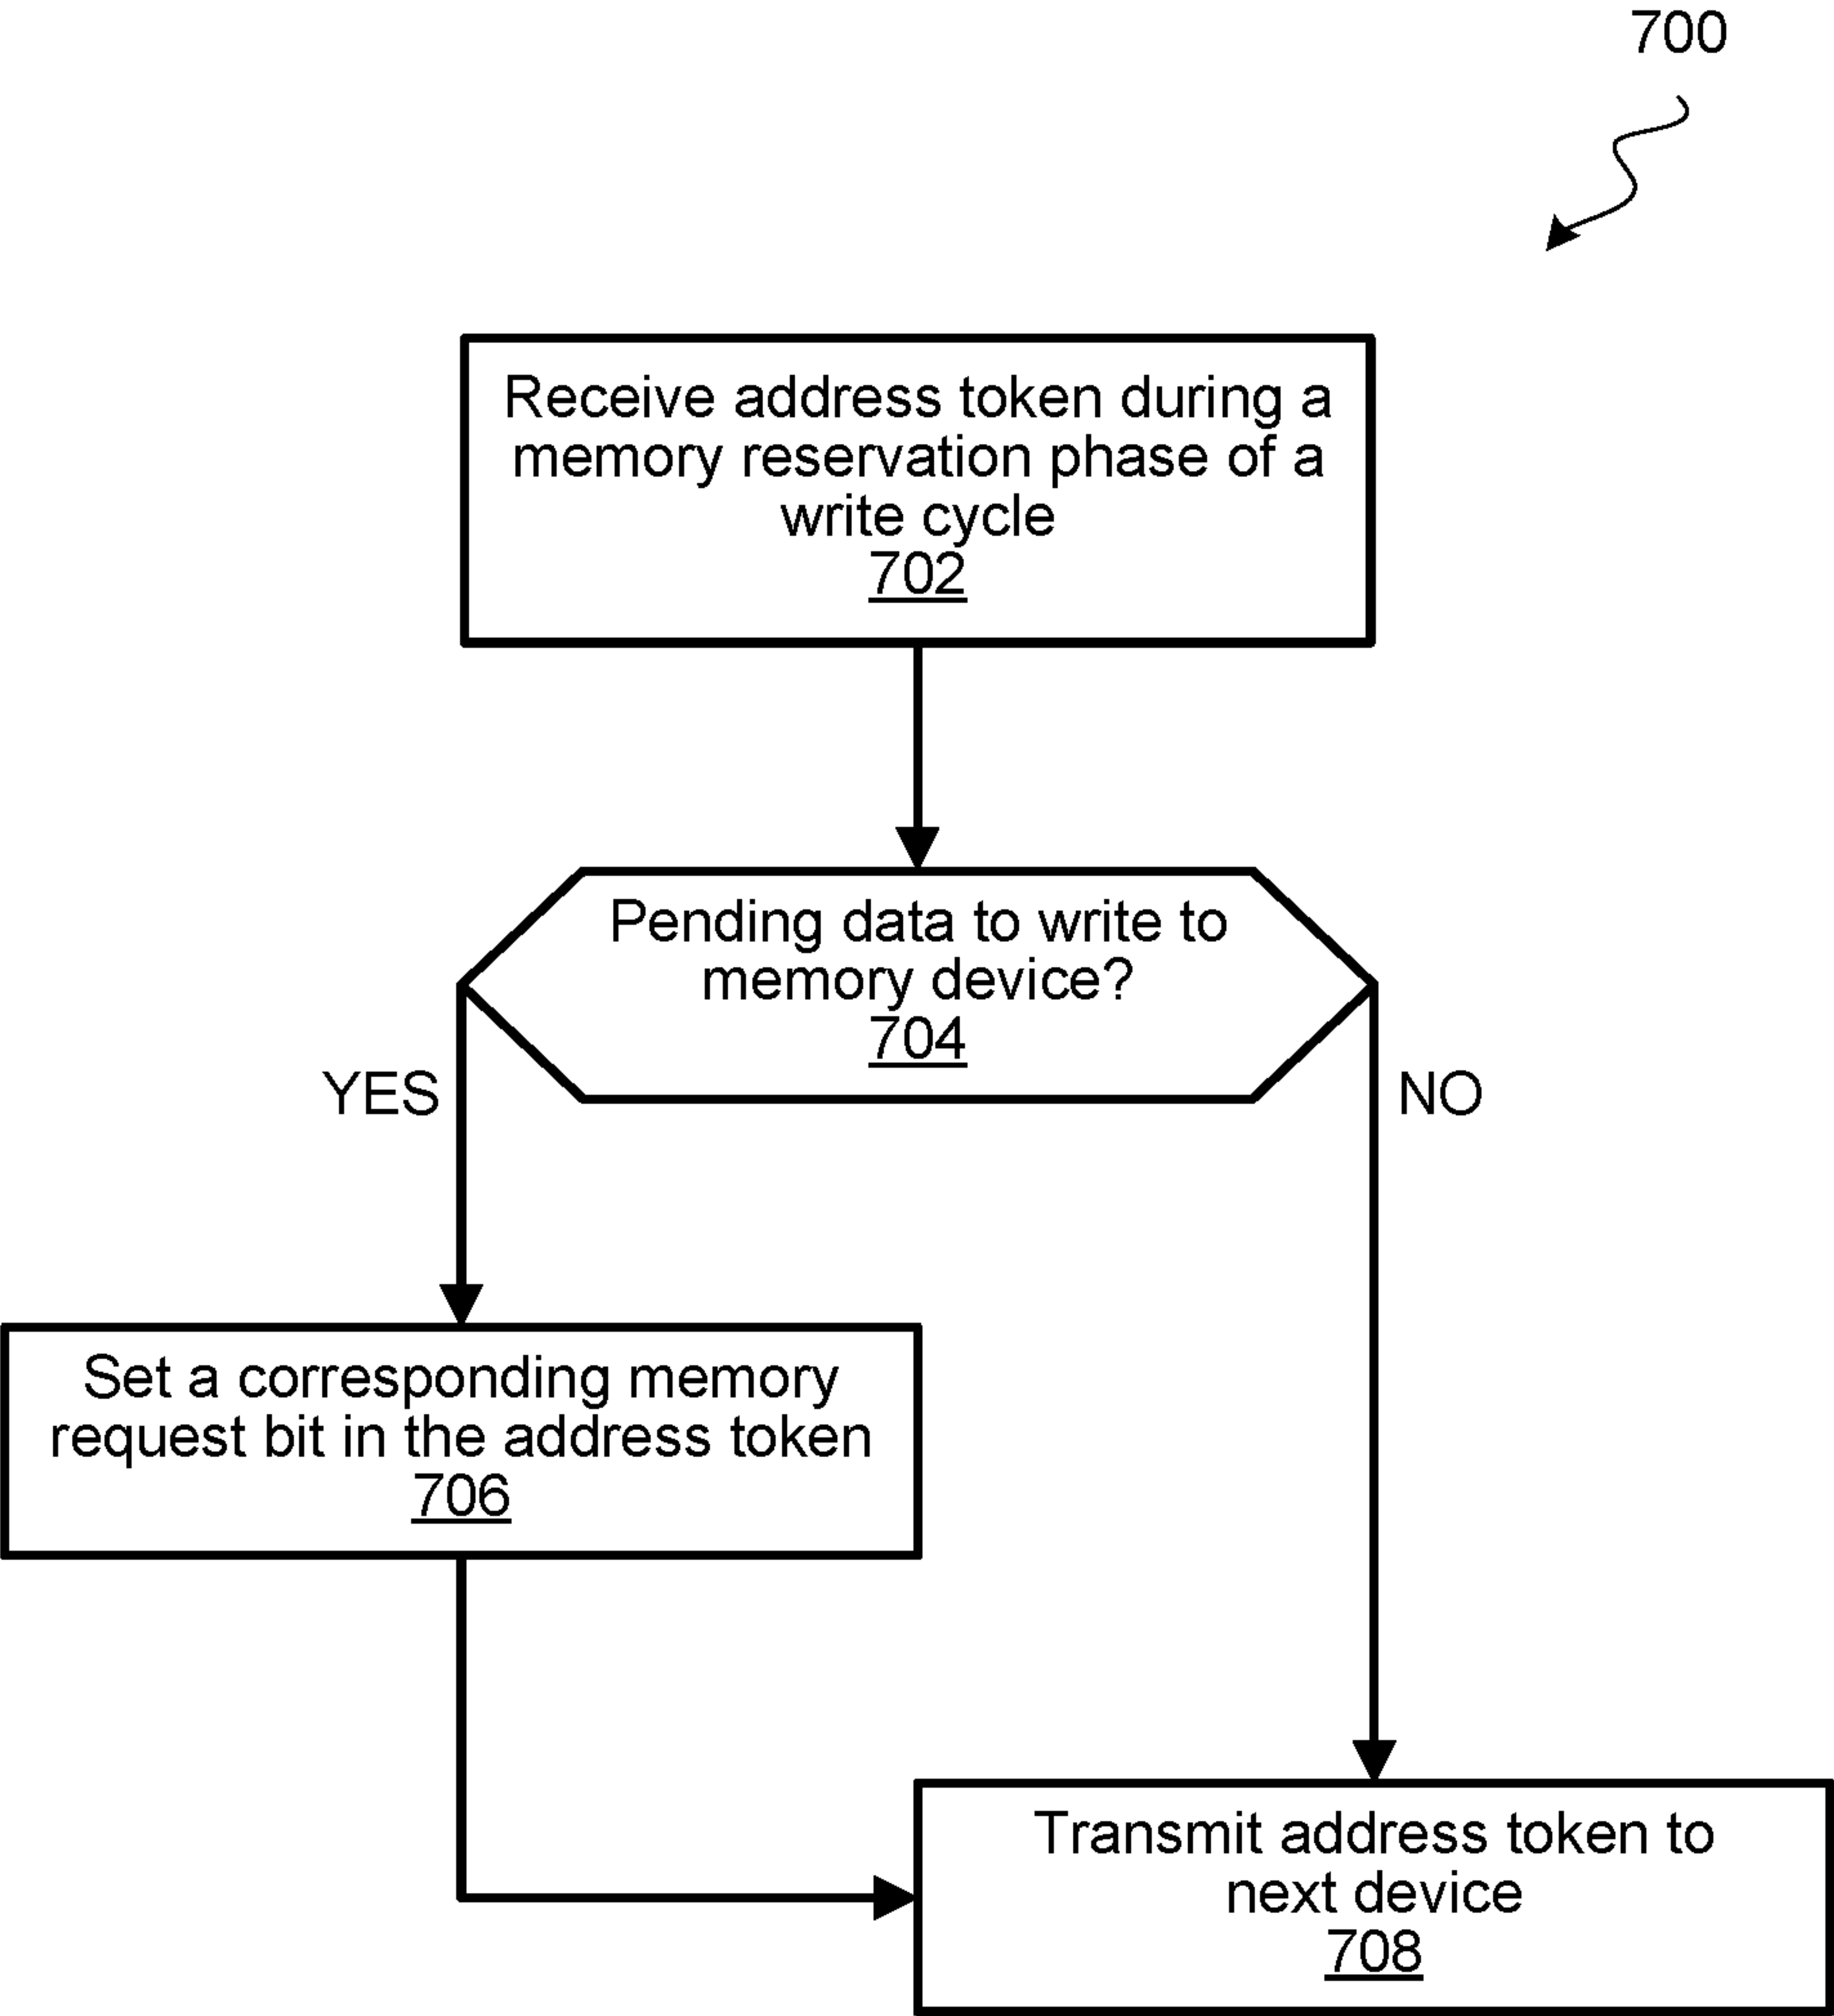 700
Receive address token during a
memory reservation phase of a
write cycle
702
Pending data to write to
memory device?
704
YES
NO
Set a corresponding memory
request bit in the address token
706
Transmit address token to
next device
708